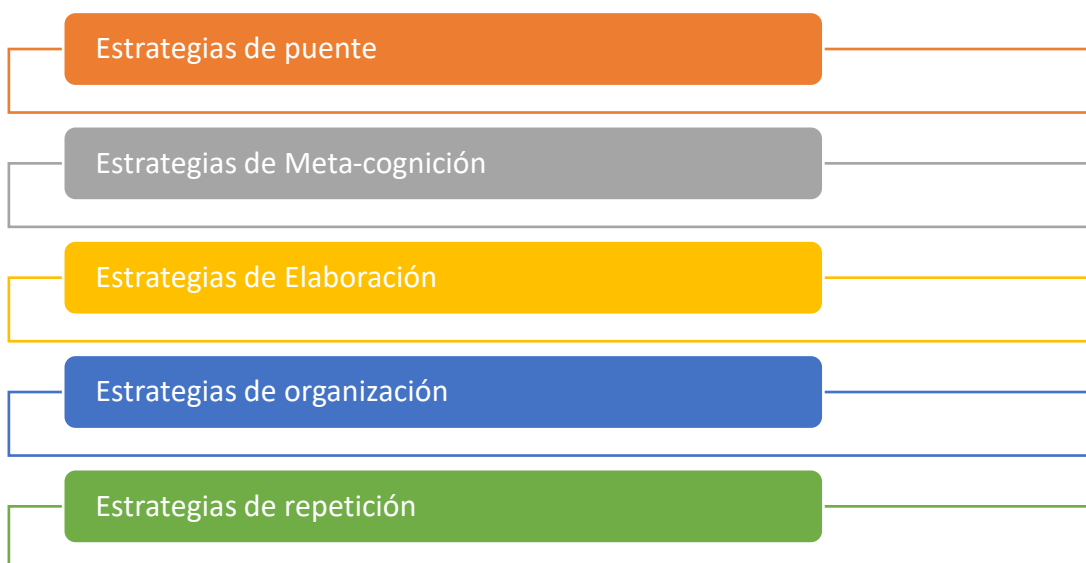 Estrategias de puente
Estrategias de Meta-cognición
Estrategias de Elaboración
Estrategias de organización
Estrategias de repetición